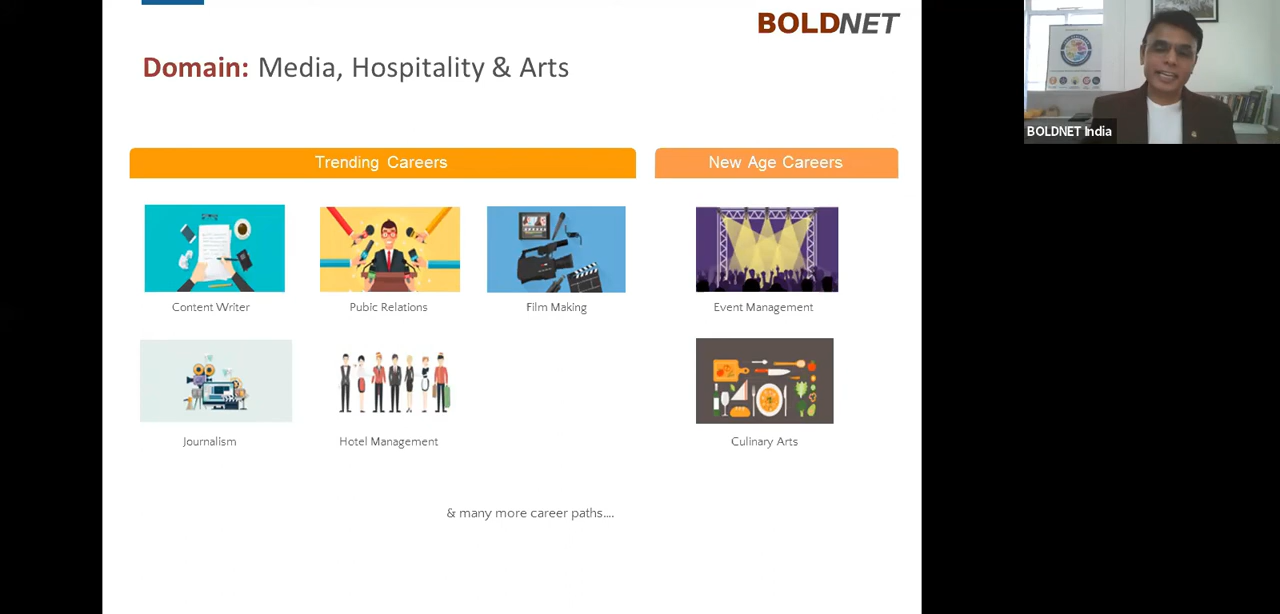 BOLDNET
Domain: Media, Hospitality & Arts
BOLDNET India
Trending Careers
New Age Careers
Content Writer
Pubic Relations
Film Making
Event Management
Journalism
Hotel Management
Culinary Arts
& many more career paths....